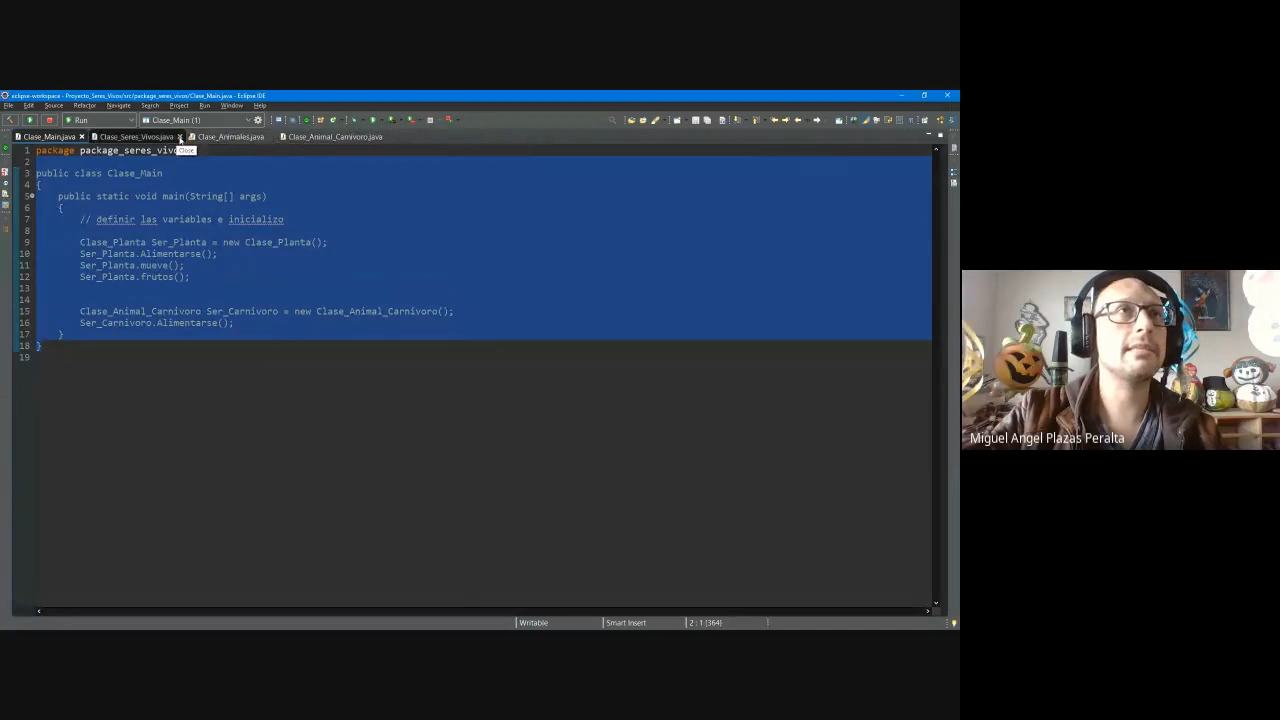 eclipse-workspace - Proyecto_Seres_Vivos/src/package_seres_vivos/Clase_Main.java - Eclipse IDE
File Edit Source Refactor Navigate Search Project Run Window Help
Run Clase_Main (1)
Clase_Main.java Clase_Seres_Vivos.java Clase_Animales.java Clase_Animal_Carnivoro.java
Close
1 package package_seres_viv
2
3 public class Clase_Main
4 {
5 public static void main(String[] args)
6 {
7 // definir las variables e inicializo
8
9 Clase_Planta Ser_Planta = new Clase_Planta();
10 Ser_Planta.Alimentarse();
11 Ser_Planta.mueve();
12 Ser_Planta.frutos();
13
14
15 Clase_Animal_Carnivoro Ser_Carnivoro = new Clase_Animal_Carnivoro();
16 Ser_Carnivoro.Alimentarse();
17 }
18 }
19
Writable Smart Insert 2 : 1 [364]
Miguel Angel Plazas Peralta